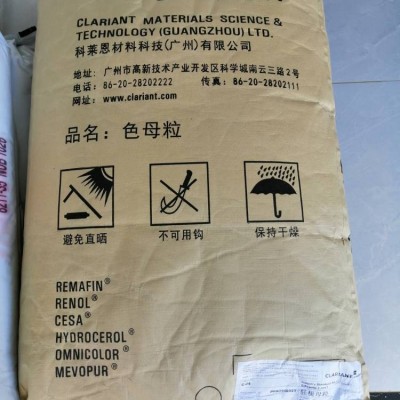 CLARIANT MATERIALS SCIENCE &
TECHNOLOGY (GUANGZHOU) LTD.
科莱恩材料科技(广州)有限公司
地址: 广州市高新技术产业开发区科学城南云三路2号
电话: 86-20-28202222 传真: 86-20-28202111
网址: www.clariant.com
品名: 色母粒
避免直晒
不可用钩
保持干燥
REMAFIN®
RENOL®
CESA®
HYDROCEROL®
OMNICOLOR®
MEVOPUR®
CLARIANT